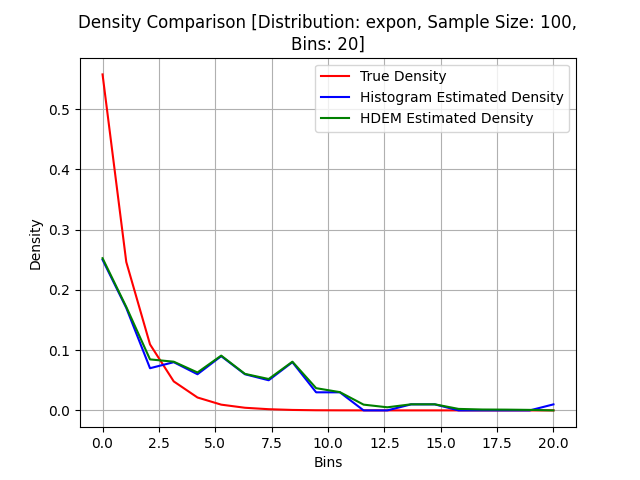 Density Comparison [Distribution: expon, Sample Size: 100,
Bins: 20]
True Density
Histogram Estimated Density
HDEM Estimated Density
Density
0.5
0.4
0.3
0.2
0.1
0.0
0.0 2.5 5.0 7.5 10.0 12.5 15.0 17.5 20.0
Bins